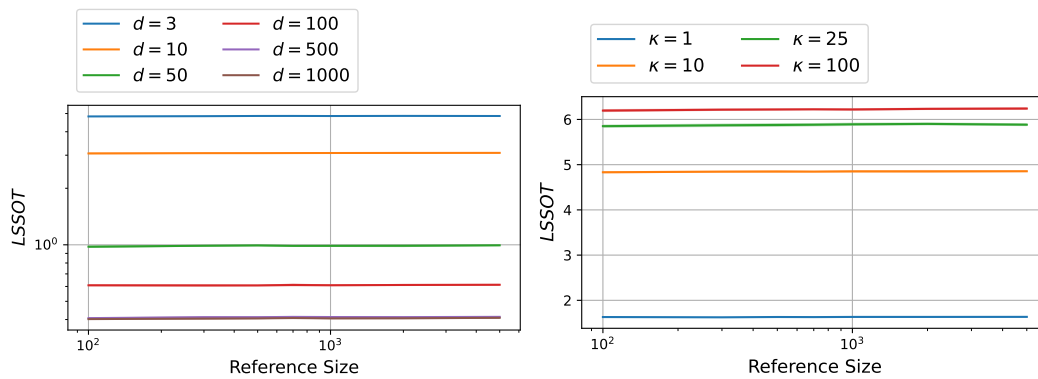 d = 3
d = 10
d = 50
d = 100
d = 500
d = 1000
LSSOT
10⁰
10²
10³
Reference Size
κ = 1
κ = 10
κ = 25
κ = 100
LSSOT
6
5
4
3
2
10²
10³
Reference Size